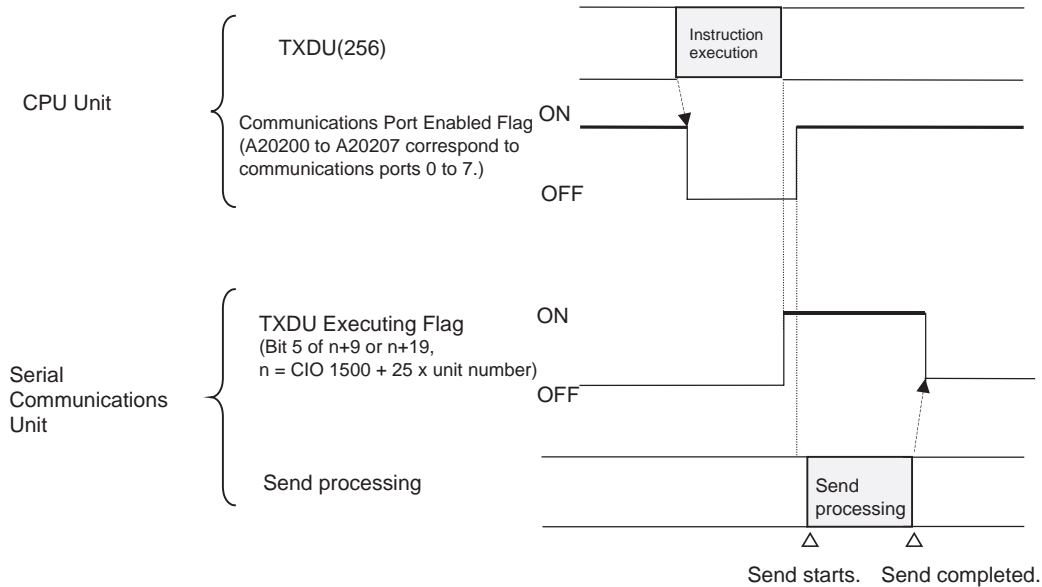 CPU Unit
TXDU(256)
Instruction
execution
Communications Port Enabled Flag
(A20200 to A20207 correspond to
communications ports 0 to 7.)
ON
OFF
Serial
Communications
Unit
TXDU Executing Flag
(Bit 5 of n+9 or n+19,
n = CIO 1500 + 25 x unit number)
ON
OFF
Send processing
Send
processing
Send starts.
Send completed.